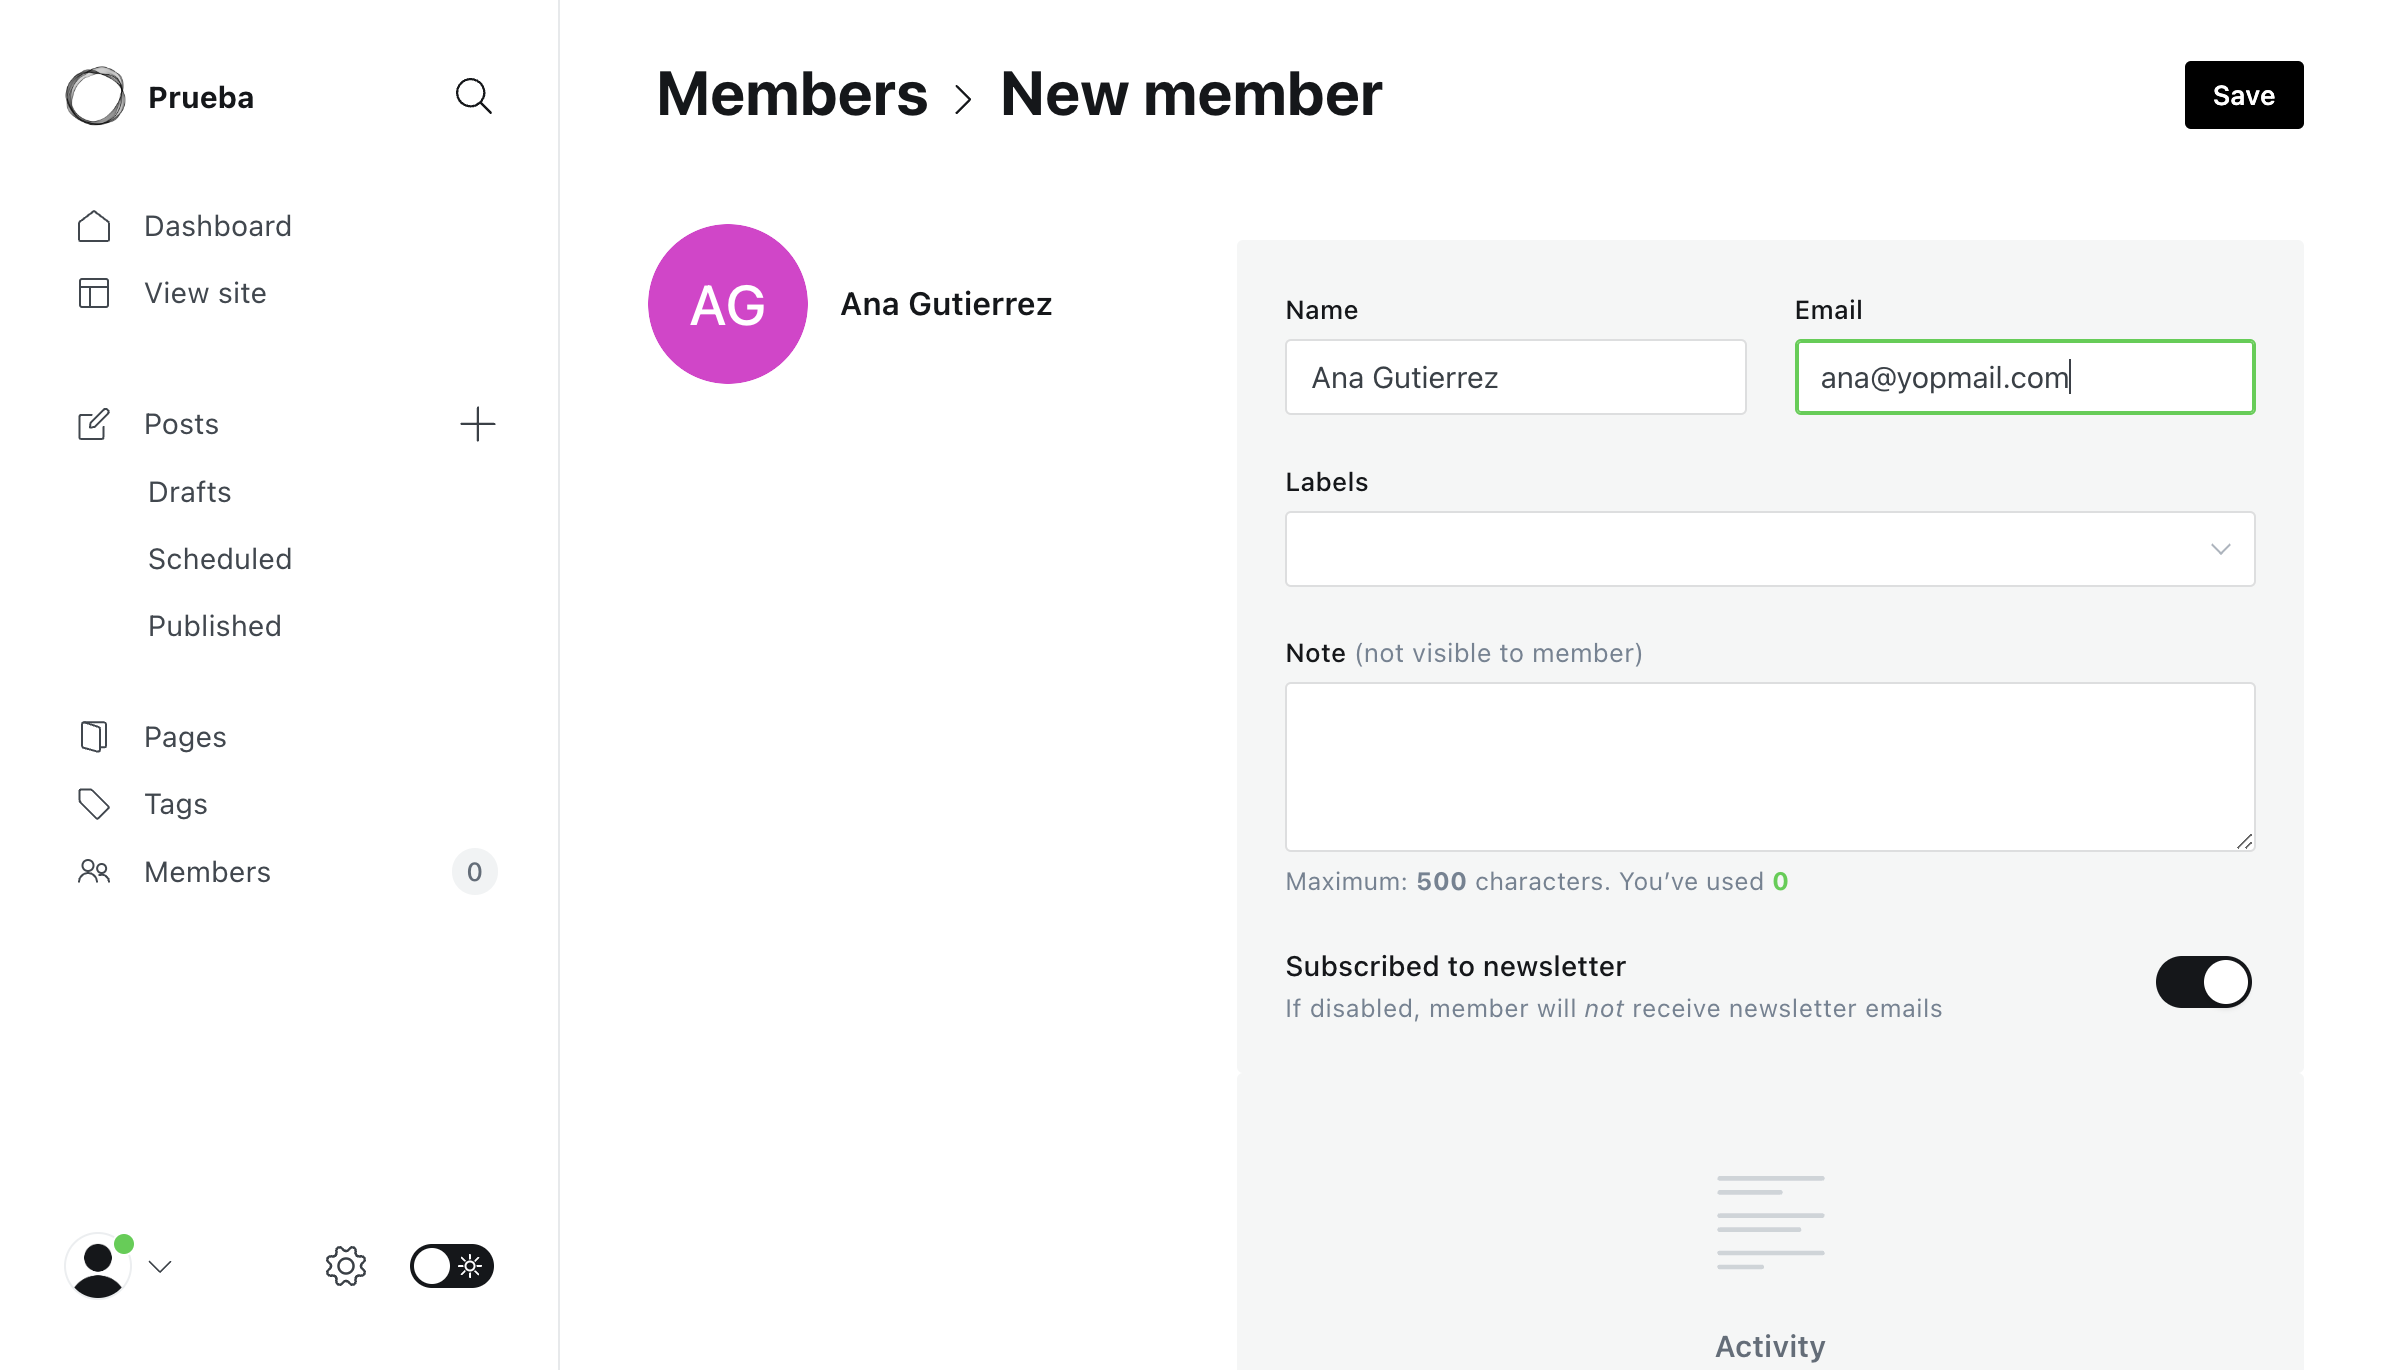 Prueba
Dashboard
View site
Posts
Drafts
Scheduled
Published
Pages
Tags
Members 0
Members > New member
Save
AG Ana Gutierrez
Name Email
Ana Gutierrez ana@yopmail.com
Labels
Note (not visible to member)
Maximum: 500 characters. You’ve used 0
Subscribed to newsletter
If disabled, member will not receive newsletter emails
Activity